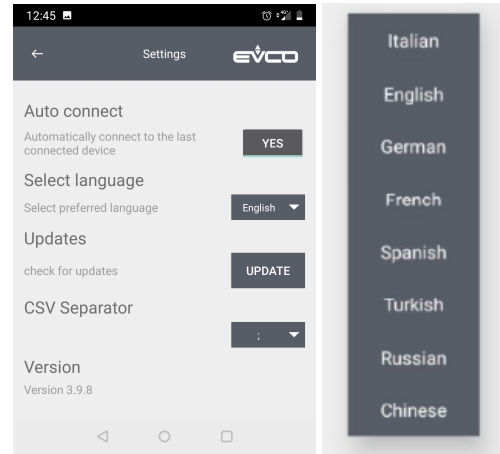 12:45
Settings
EVCO
Auto connect
Automatically connect to the last
connected device
YES
Select language
Select preferred language
English
Updates
check for updates
UPDATE
CSV Separator
;
Version
Version 3.9.8
Italian
English
German
French
Spanish
Turkish
Russian
Chinese